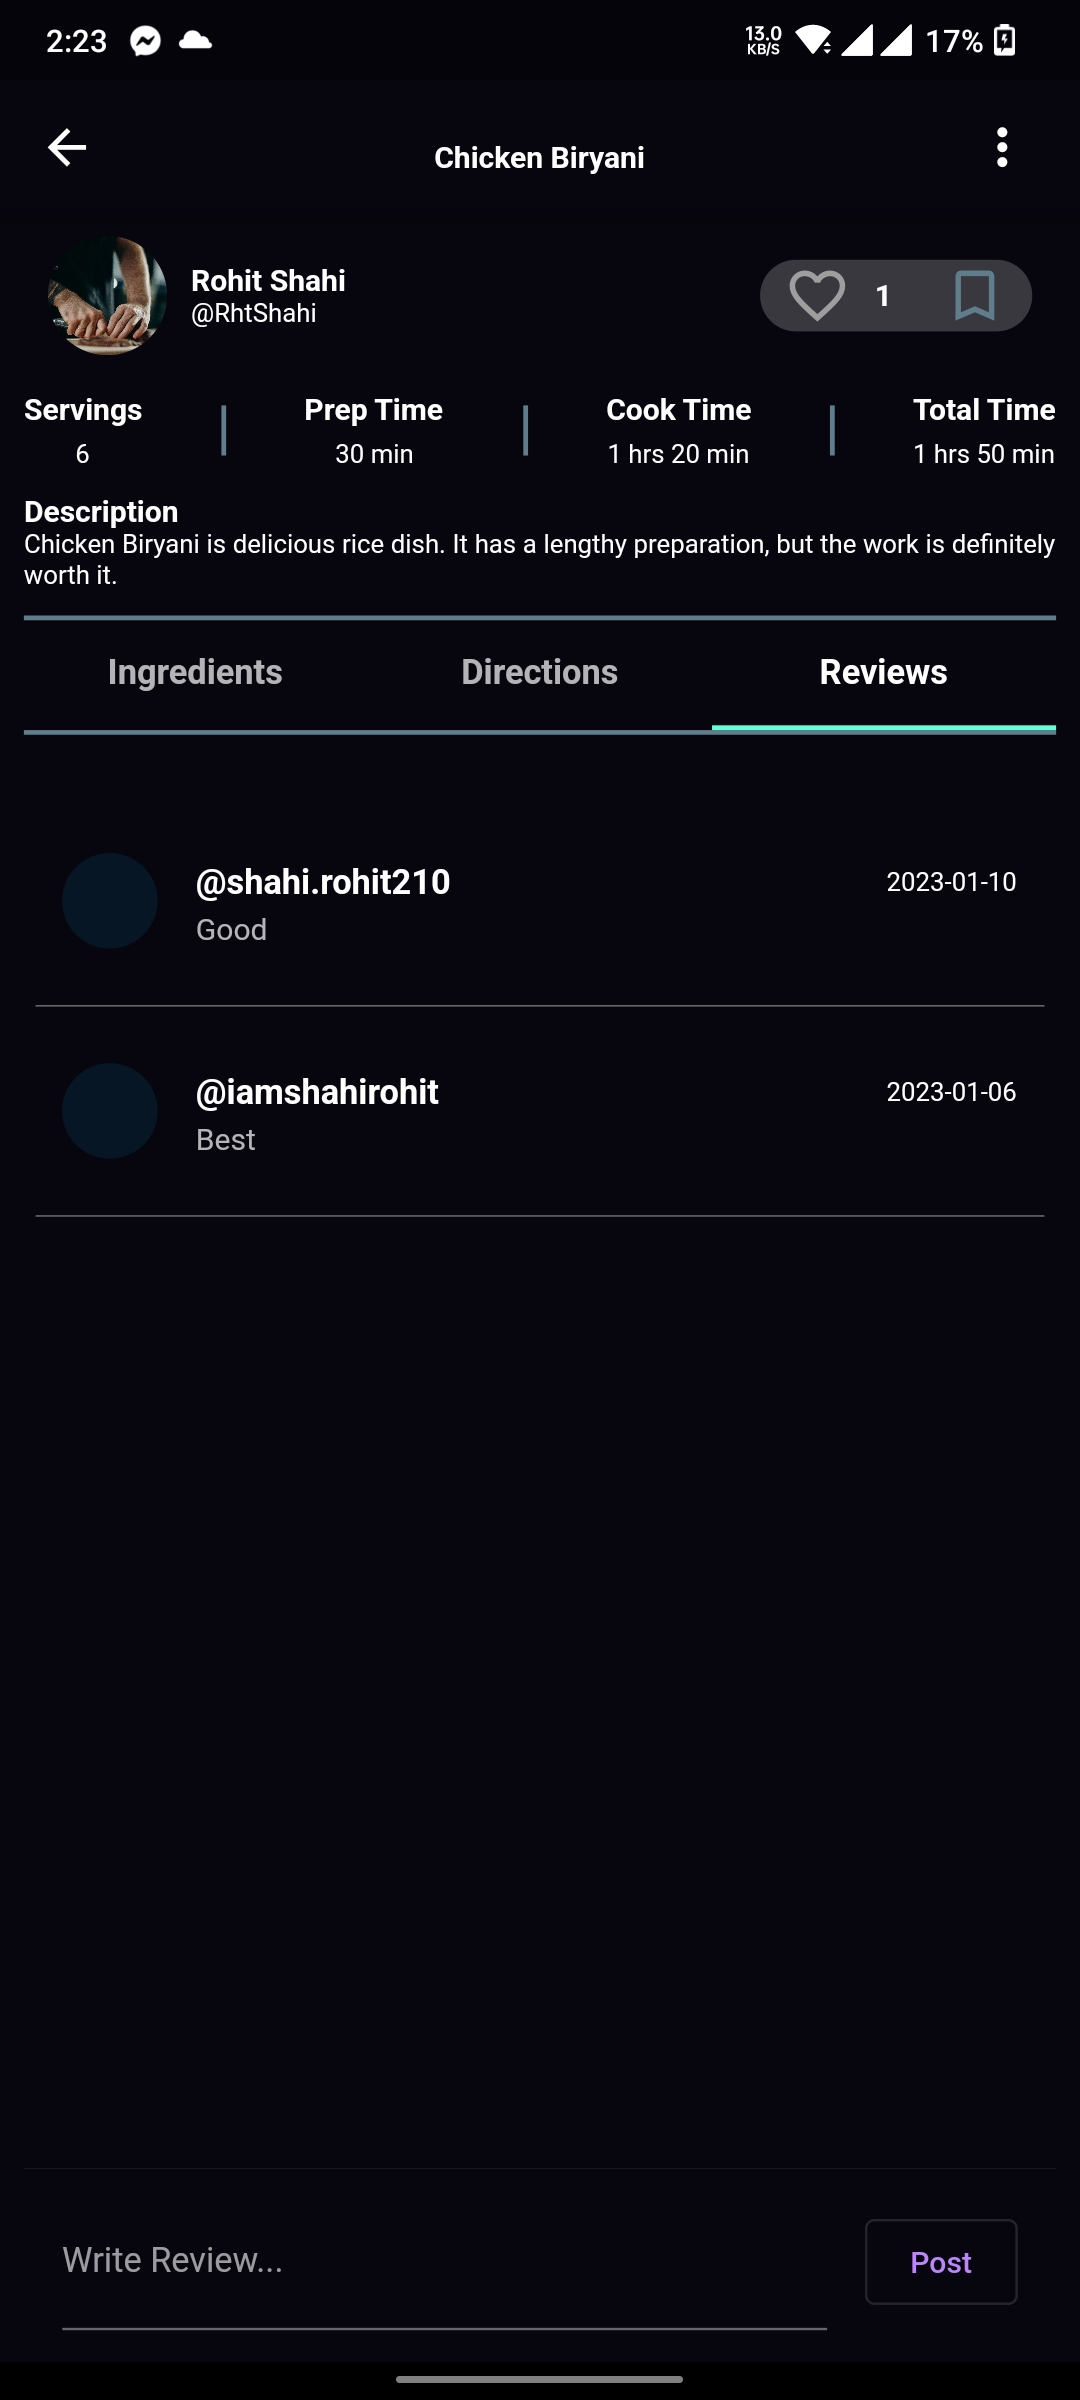 2:23
13.0
KB/S
17%
Chicken Biryani
Rohit Shahi
@RhtShahi
1
Servings
Prep Time
Cook Time
Total Time
6
30 min
1 hrs 20 min
1 hrs 50 min
Description
Chicken Biryani is delicious rice dish. It has a lengthy preparation, but the work is definitely
worth it.
Ingredients
Directions
Reviews
@shahi.rohit210
2023-01-10
Good
@iamshahirohit
2023-01-06
Best
Write Review...
Post